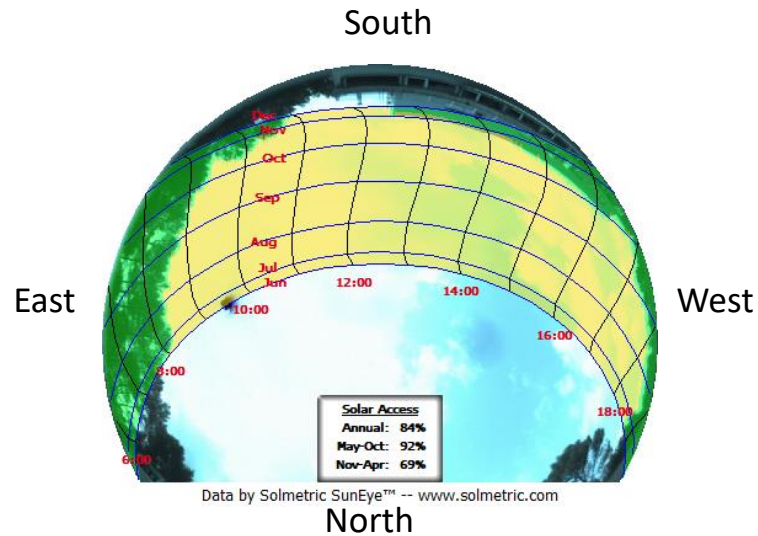 South
Dec
Nov
Oct
Sep
Aug
Jul
Jun
East
West
12:00
14:00
10:00
16:00
8:00
18:00
6:00
Solar Access
Annual: 84%
May-Oct: 92%
Nov-Apr: 69%
Data by Solmetric SunEye™ -- www.solmetric.com
North